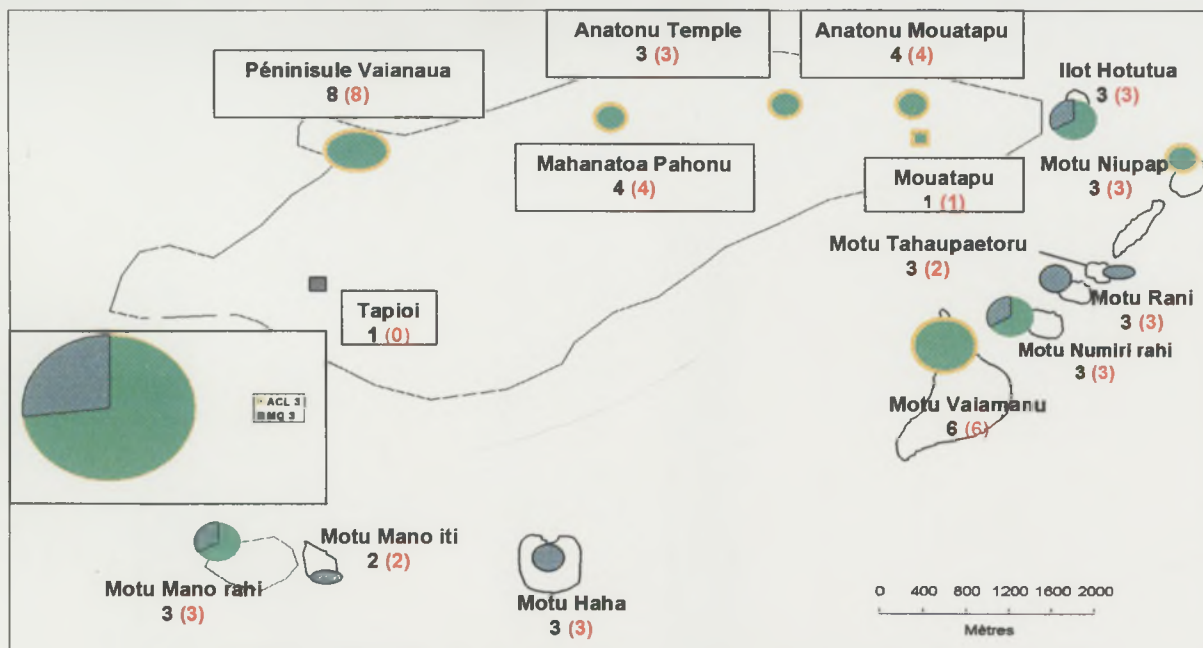 Anatonu Temple
3 (3)
Anatonu Mouatapu
4 (4)
Péninisule Vaianaua
8 (8)
Ilot Hotutua
3 (3)
Mahanatoa Pahonu
4 (4)
Mouatapu
1 (1)
Motu Niupap
3 (3)
Motu Tahaupaetoru
3 (2)
Tapioi
1 (0)
Motu Rani
3 (3)
Motu Numiri rahi
3 (3)
ACL 3
MQ 3
Motu Vaiamanu
6 (6)
Motu Mano iti
2 (2)
Motu Mano rahi
3 (3)
Motu Haha
3 (3)
0 400 800 1200 1600 2000
Mètres